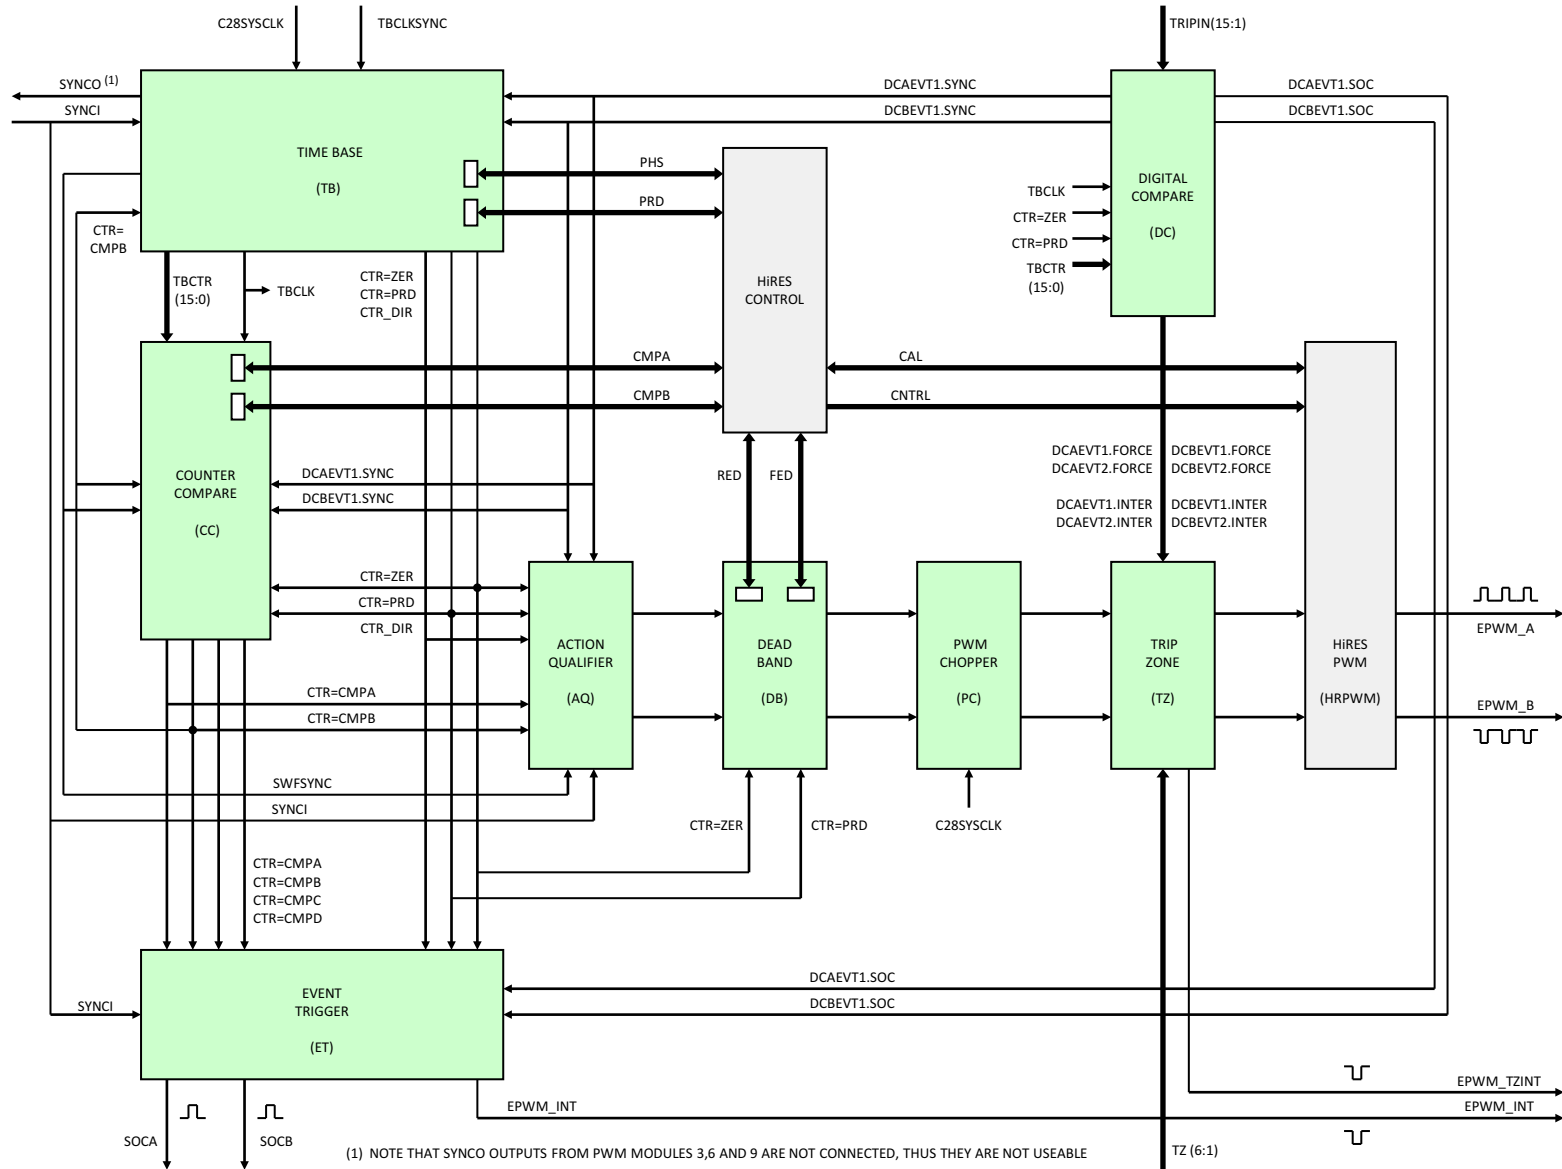 C28SYSCLK
TBCLKSYNC
TRIPIN(15:1)
SYNCO (1)
SYNCI
DCAEVT1.SYNC
DCBEVT1.SYNC
DCAEVT1.SOC
DCBEVT1.SOC
TIME BASE
(TB)
PHS
PRD
DIGITAL
COMPARE
(DC)
TBCLK
CTR=ZER
CTR=PRD
TBCTR
(15:0)
CTR=
CMPB
TBCTR
(15:0)
TBCLK
CTR=ZER
CTR=PRD
CTR_DIR
HiRES
CONTROL
CMPA
CMPB
CAL
CNTRL
COUNTER
COMPARE
(CC)
DCAEVT1.SYNC
DCBEVT1.SYNC
RED
FED
DCAEVT1.FORCE
DCAEVT2.FORCE
DCBEVT1.FORCE
DCBEVT2.FORCE
DCAEVT1.INTER
DCAEVT2.INTER
DCBEVT1.INTER
DCBEVT2.INTER
CTR=ZER
CTR=PRD
CTR_DIR
CTR=CMPA
CTR=CMPB
ACTION
QUALIFIER
(AQ)
DEAD
BAND
(DB)
PWM
CHOPPER
(PC)
TRIP
ZONE
(TZ)
HiRES
PWM
(HRPWM)
EPWM_A
EPWM_B
SWFSYNC
SYNCI
CTR=ZER
CTR=PRD
C28SYSCLK
CTR=CMPA
CTR=CMPB
CTR=CMPC
CTR=CMPD
EVENT
TRIGGER
(ET)
SYNCI
DCAEVT1.SOC
DCBEVT1.SOC
EPWM_TZINT
EPWM_INT
EPWM_INT
SOCA
SOCB
TZ (6:1)
(1) NOTE THAT SYNCO OUTPUTS FROM PWM MODULES 3,6 AND 9 ARE NOT CONNECTED, THUS THEY ARE NOT USEABLE